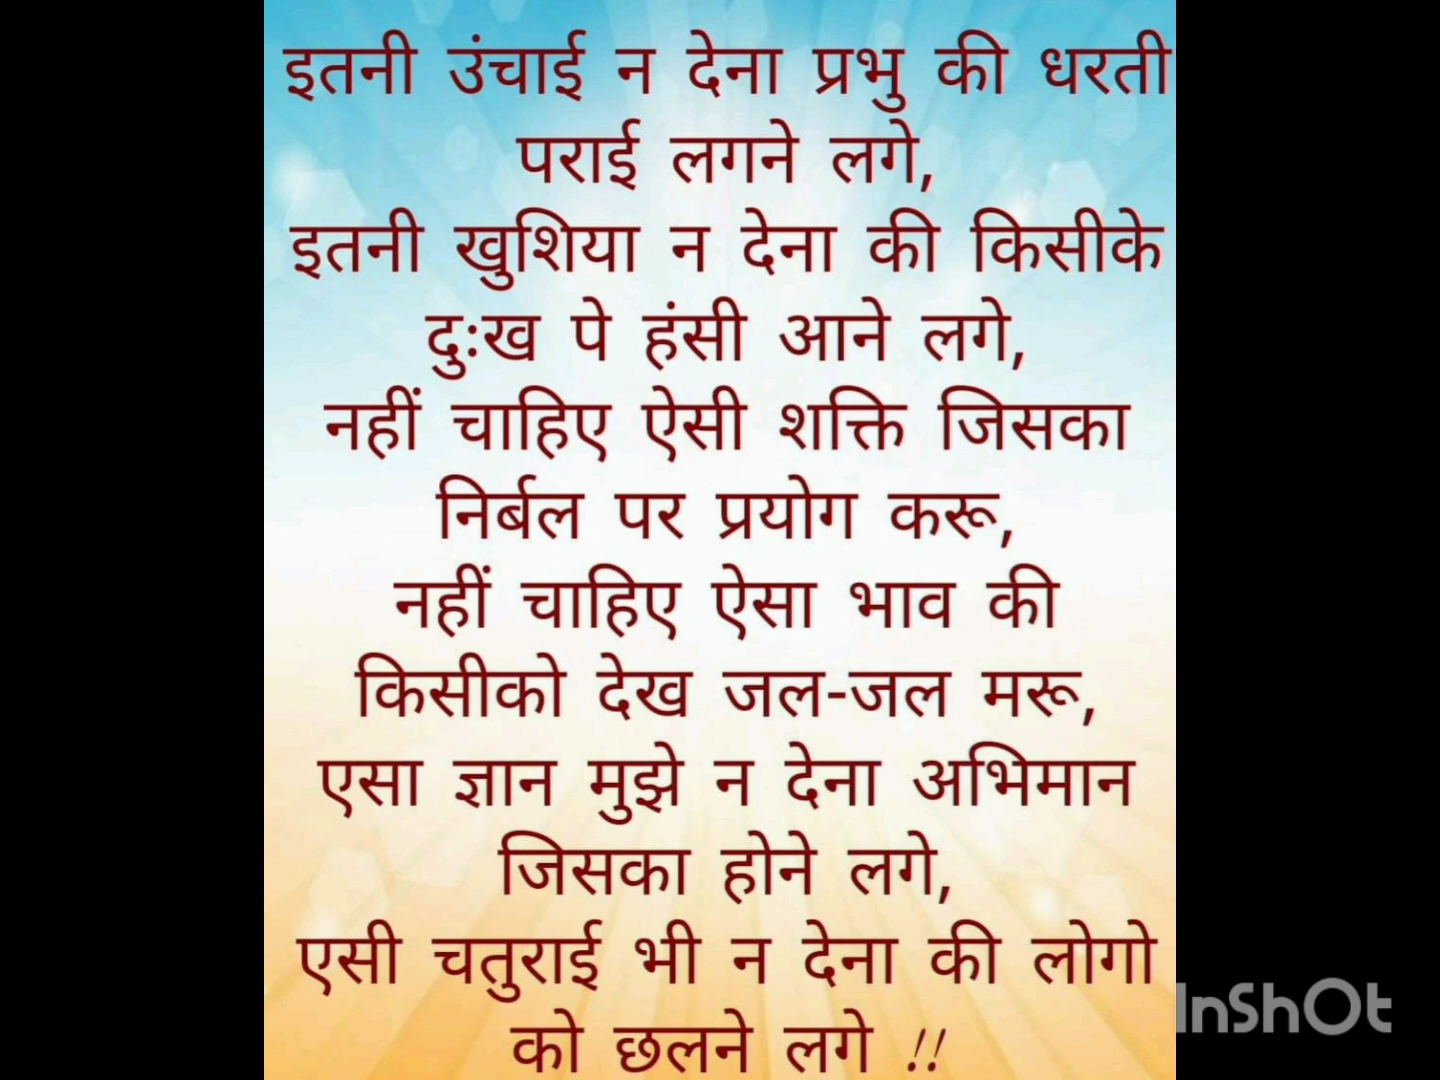 इतनी उंचाई न देना प्रभु की धरती
पराई लगने लगे,
इतनी खुशिया न देना की किसीके
दुःख पे हंसी आने लगे,
नहीं चाहिए ऐसी शक्ति जिसका
निर्बल पर प्रयोग करू,
नहीं चाहिए ऐसा भाव की
किसीको देख जल-जल मरू,
एसा ज्ञान मुझे न देना अभिमान
जिसका होने लगे,
एसी चतुराई भी न देना की लोगो
को छलने लगे !!
InShOt